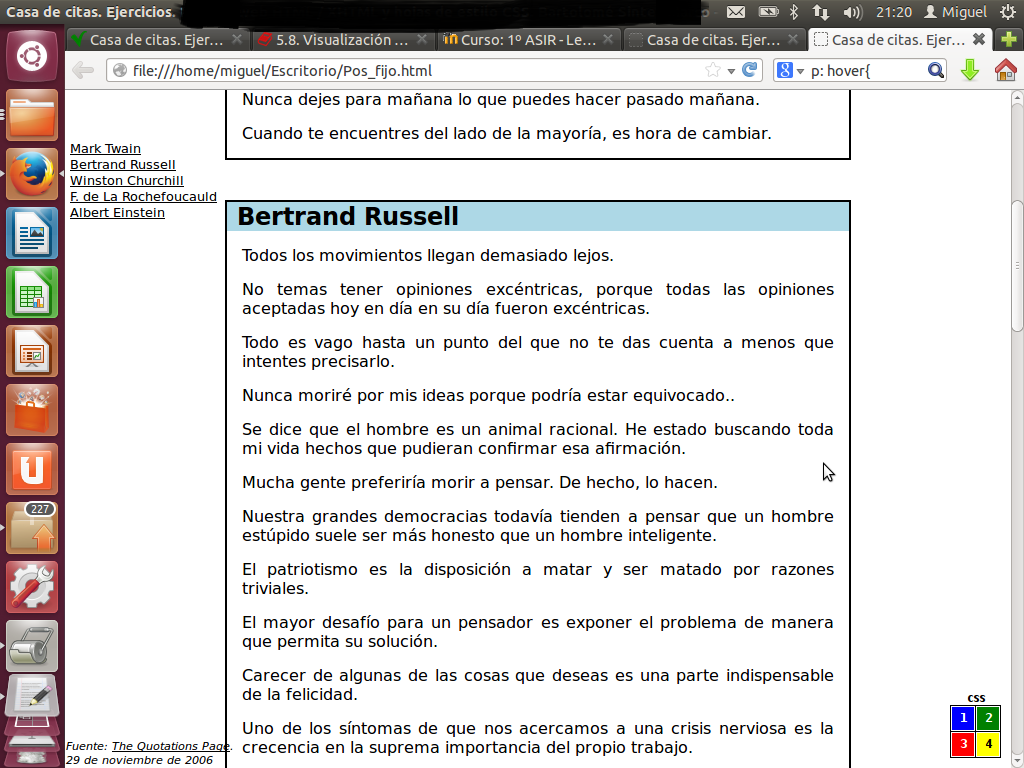 Casa de citas. Ejercicios.
21:20
Miguel
Casa de citas. Ejer...
5.8. Visualización ...
Curso: 1º ASIR - Le...
Casa de citas. Ejer...
Casa de citas. Ejer...
file:///home/miguel/Escritorio/Pos_fijo.html
8
p: hover{
Nunca dejes para mañana lo que puedes hacer pasado mañana.
Cuando te encuentres del lado de la mayoría, es hora de cambiar.
Mark Twain
Bertrand Russell
Winston Churchill
F. de La Rochefoucauld
Albert Einstein
Bertrand Russell
Todos los movimientos llegan demasiado lejos.
No temas tener opiniones excéntricas, porque todas las opiniones
aceptadas hoy en día en su día fueron excéntricas.
Todo es vago hasta un punto del que no te das cuenta a menos que
intentes precisarlo.
Nunca moriré por mis ideas porque podría estar equivocado..
Se dice que el hombre es un animal racional. He estado buscando toda
mi vida hechos que pudieran confirmar esa afirmación.
Mucha gente preferiría morir a pensar. De hecho, lo hacen.
Nuestra grandes democracias todavía tienden a pensar que un hombre
estúpido suele ser más honesto que un hombre inteligente.
El patriotismo es la disposición a matar y ser matado por razones
triviales.
El mayor desafío para un pensador es exponer el problema de manera
que permita su solución.
Carecer de algunas de las cosas que deseas es una parte indispensable
de la felicidad.
Uno de los síntomas de que nos acercamos a una crisis nerviosa es la
crecencia en la suprema importancia del propio trabajo.
227
Fuente: The Quotations Page.
29 de noviembre de 2006
css
1 2
3 4